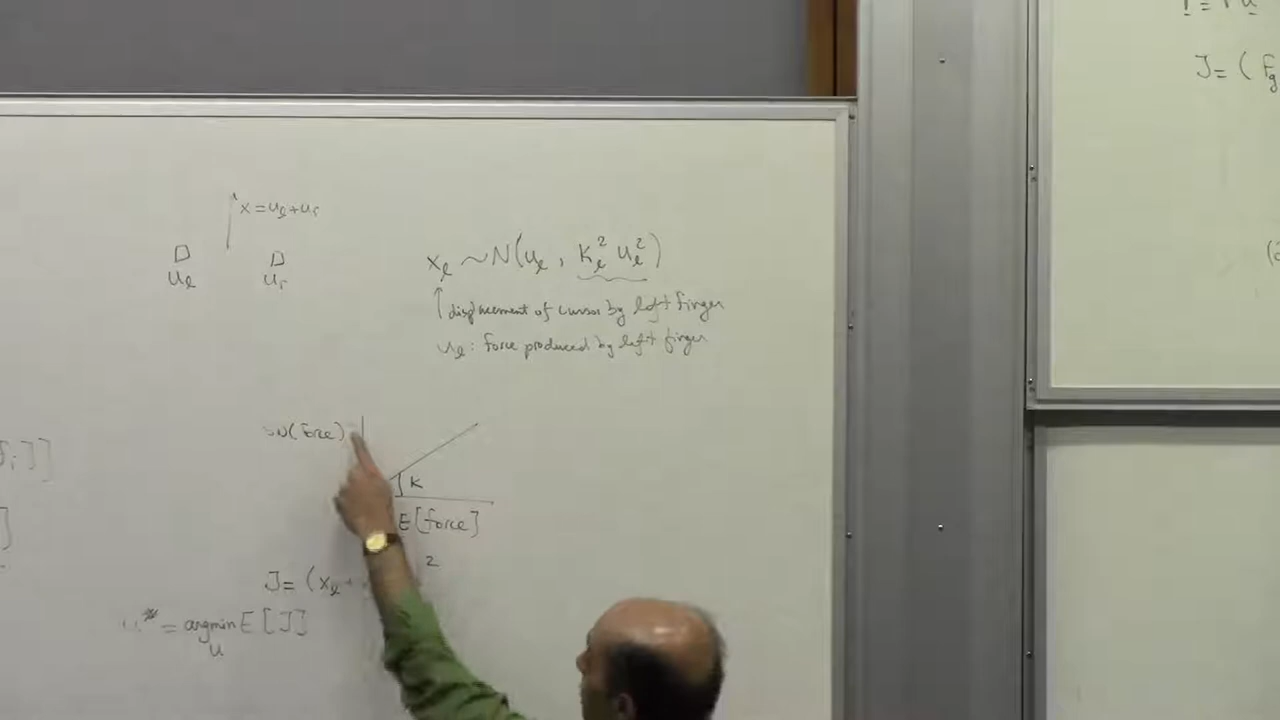 x = u_l + u_r
u_l
u_r
x_l ~ N(u_l, k_l^2 u_l^2)
displacement of cursor by left finger
u_l: force produced by left finger
(force)
K
E[force]
J = (x_l + 2
= argmin E[J]
u
J = (F_g